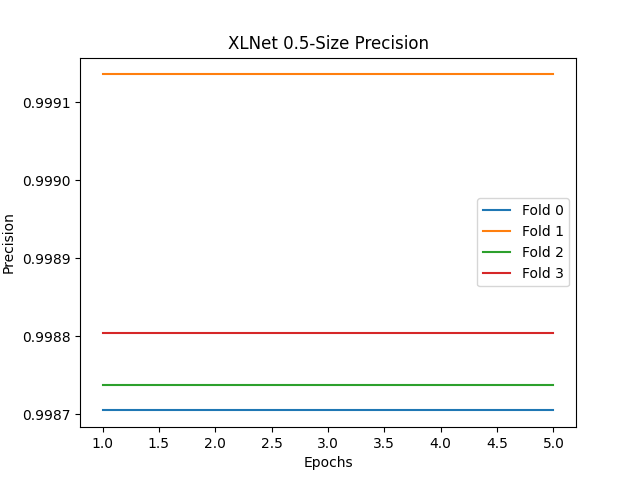 XLNet 0.5-Size Precision
Precision
0.9991
0.9990
0.9989
0.9988
0.9987
Fold 0
Fold 1
Fold 2
Fold 3
1.0 1.5 2.0 2.5 3.0 3.5 4.0 4.5 5.0
Epochs